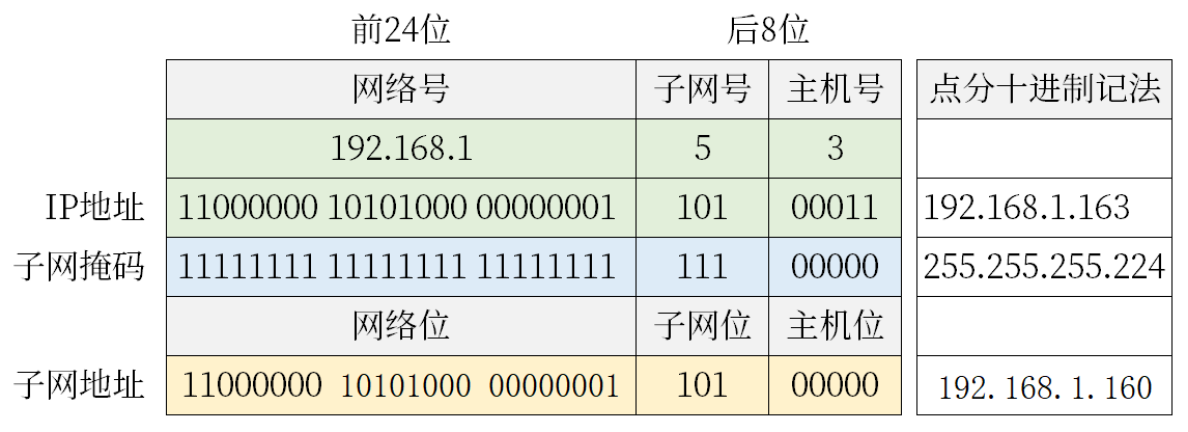 前24位 后8位
网络号 子网号 主机号 点分十进制记法
192.168.1 5 3
IP地址 11000000 10101000 00000001 101 00011 192.168.1.163
子网掩码 11111111 11111111 11111111 111 00000 255.255.255.224
网络位 子网位 主机位
子网地址 11000000 10101000 00000001 101 00000 192.168.1.160